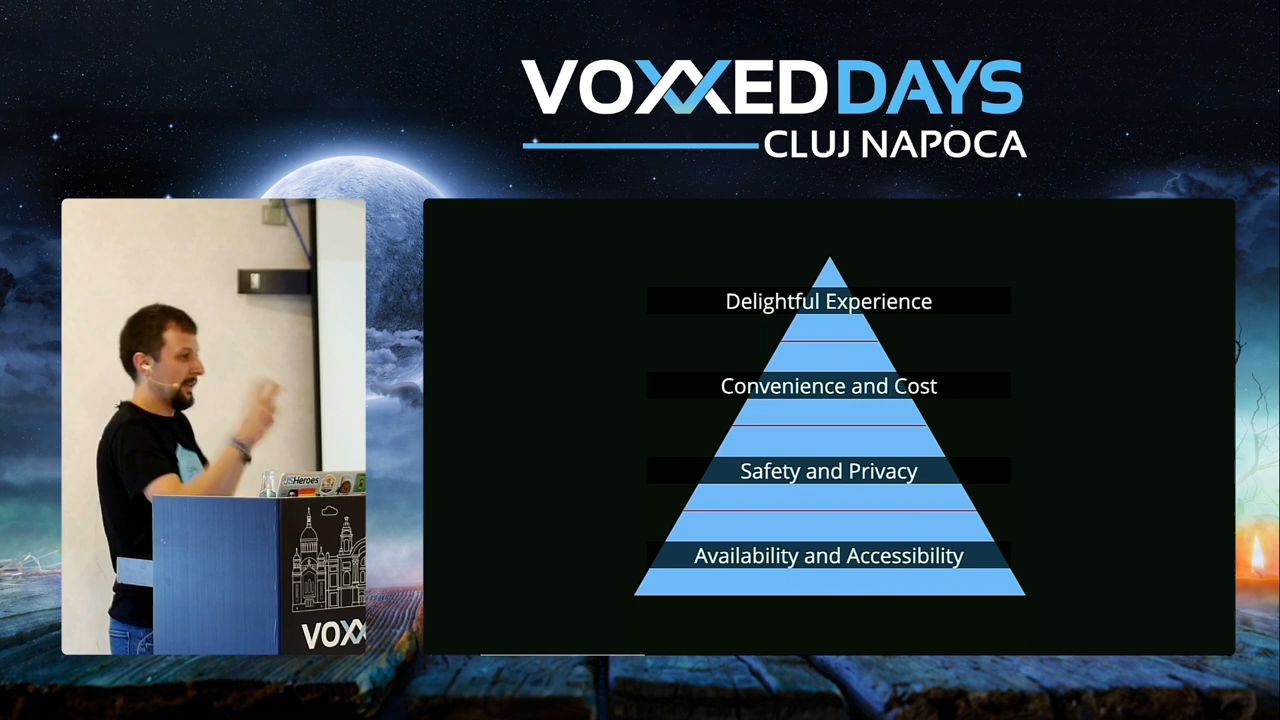 VOXXED DAYS
CLUJ NAPOCA
Delightful Experience
Convenience and Cost
Safety and Privacy
Availability and Accessibility
JSHeroes
VOXX